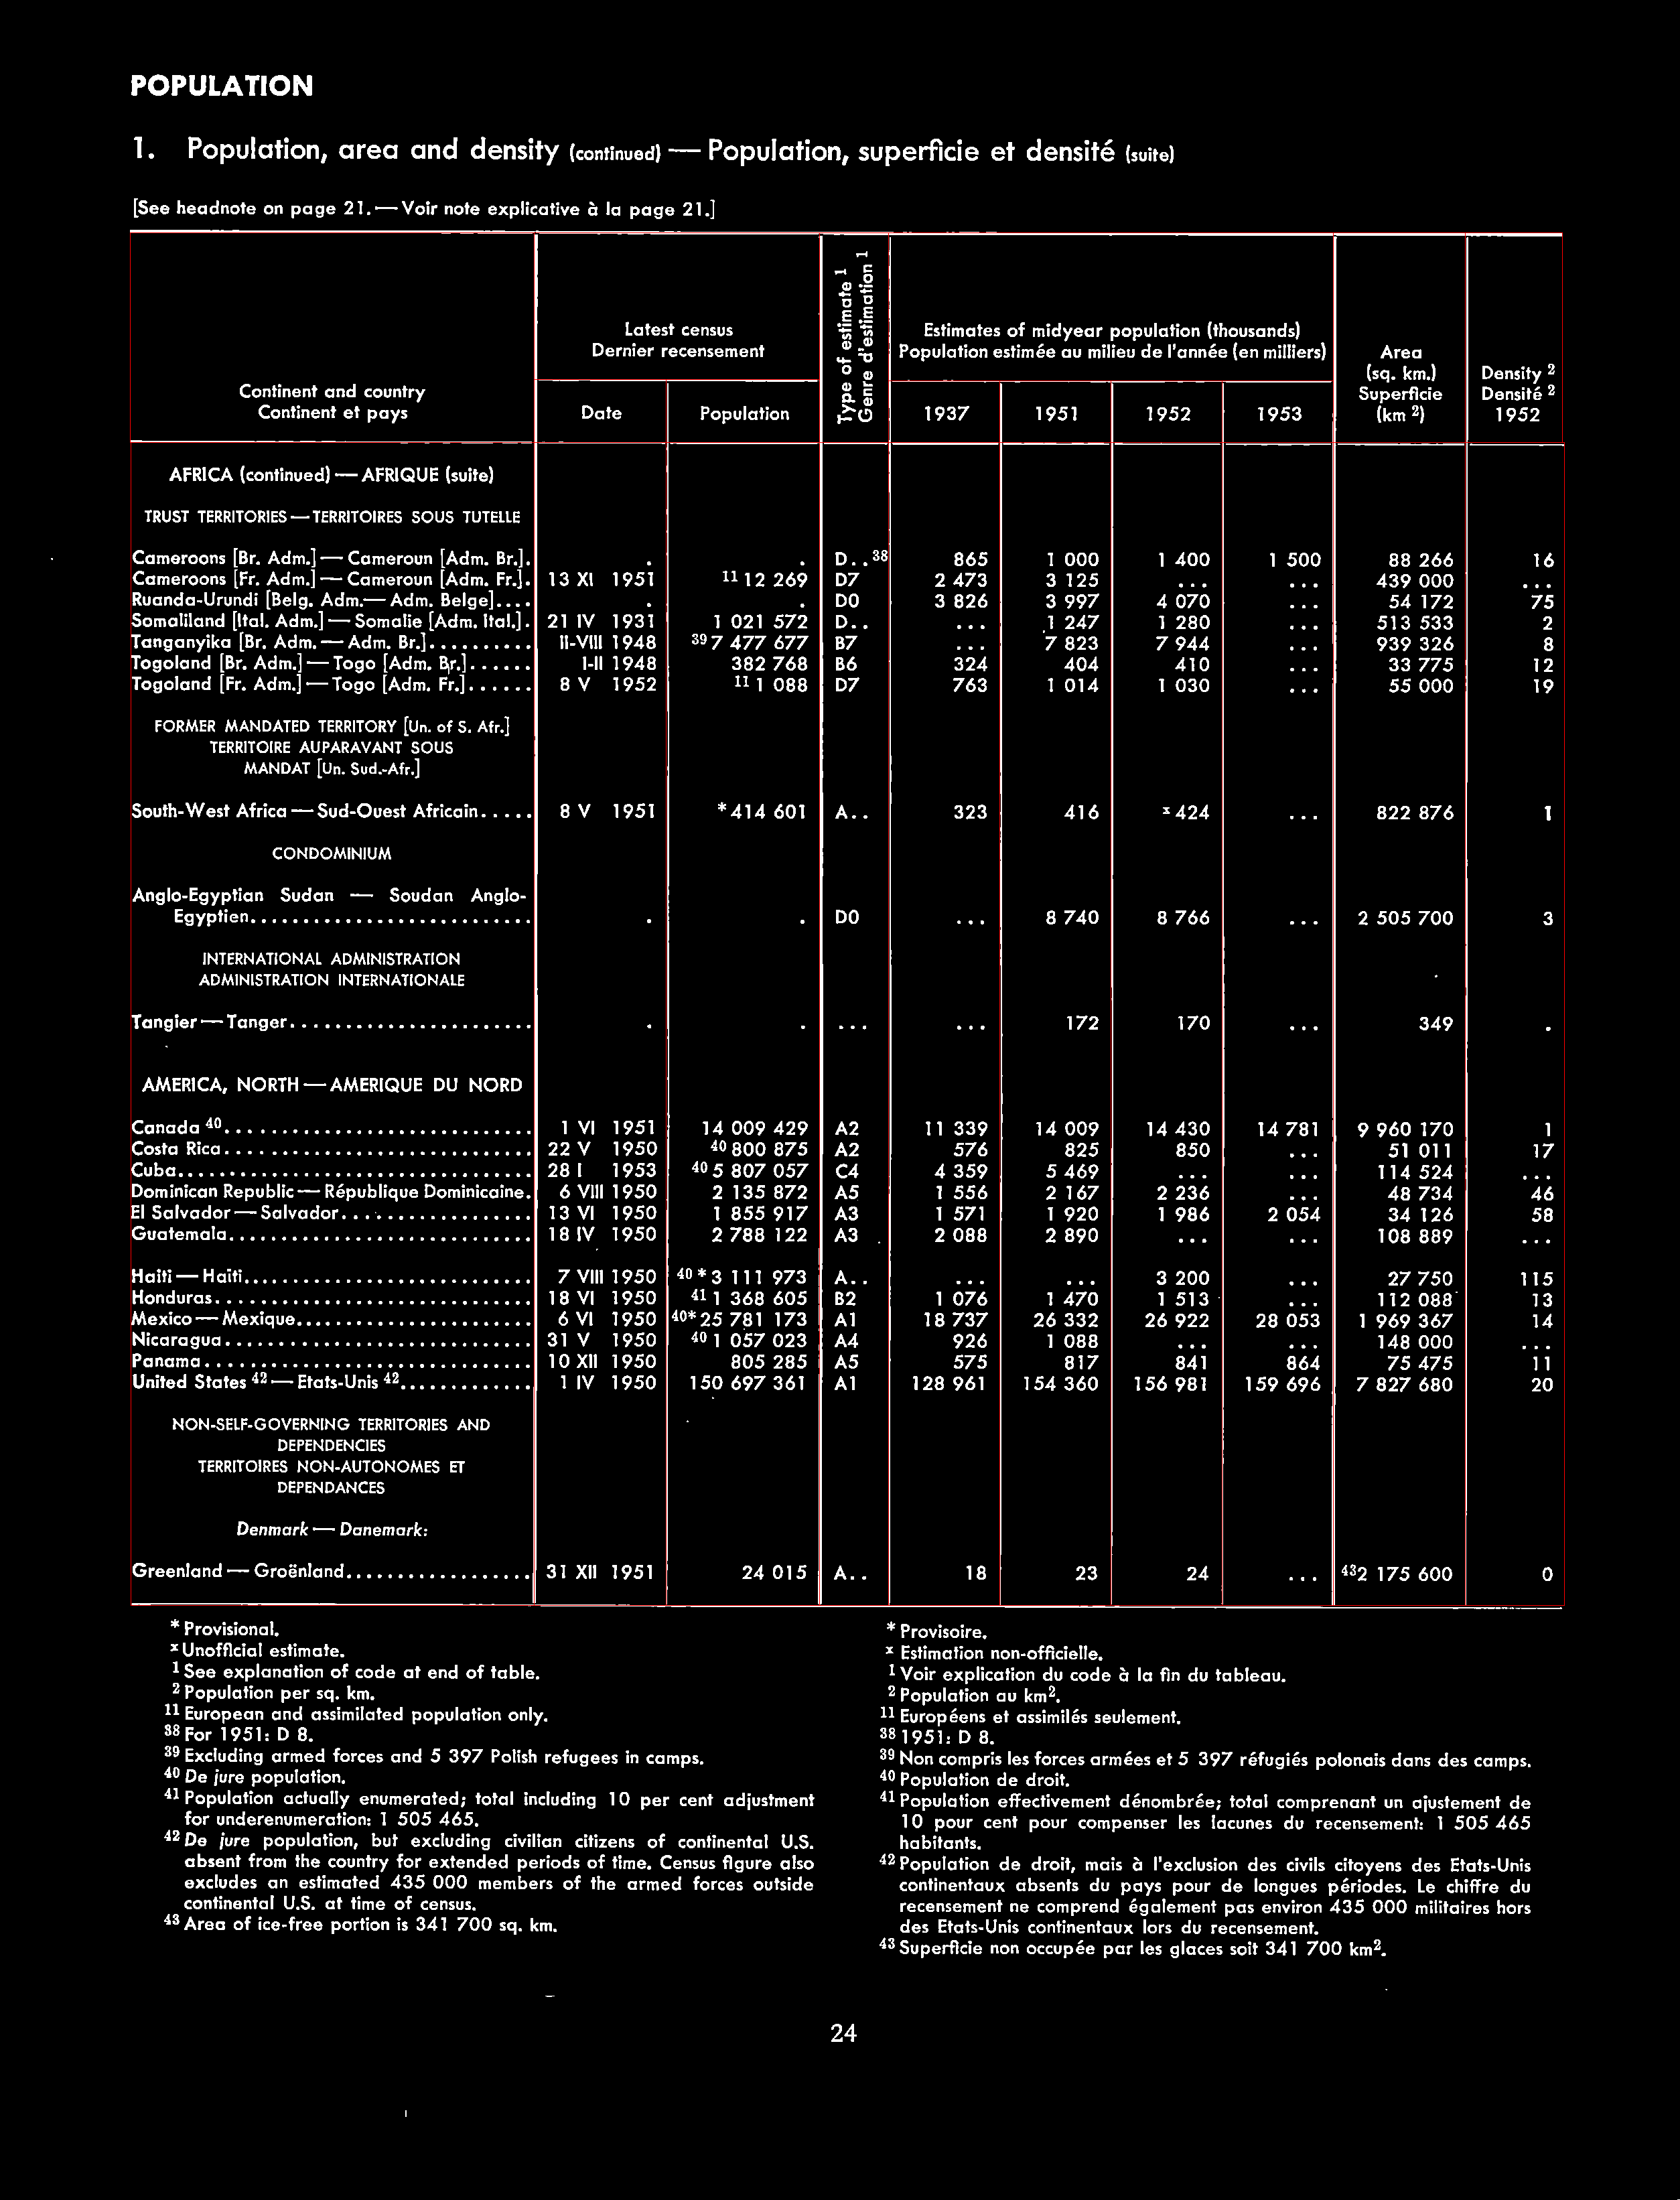 POPULATION
1. Population, area and density (continued) — Population, superficie et densité (suite)
[See headnote on page 21.—Voir note explicative à la page 21.]
Continent and country
Continent et pays
Latest census
Dernier recensement
Date
Population
Type of estimate 1
Genre d'estimation 1
Estimates of midyear population (thousands)
Population estimée au milieu de l'année (en milliers)
1937 1951 1952 1953
Area
(sq. km.)
Superficie
(km 2)
Density 2
Densité 2
1952
AFRICA (continued) — AFRIQUE (suite)
TRUST TERRITORIES — TERRITOIRES SOUS TUTELLE
Cameroons [Br. Adm.] — Cameroun [Adm. Br.]. . . D..38 865 1 000 1 400 1 500 88 266 16
Cameroons [Fr. Adm.] — Cameroun [Adm. Fr.]. 13 XI 1951 11 12 269 D7 2 473 3 125 ... ... 439 000 ...
Ruanda-Urundi [Belg. Adm.— Adm. Belge].... . . D0 3 826 3 997 4 070 ... 54 172 75
Somaliland [Ital. Adm.] — Somalie [Adm. Ital.]. 21 IV 1931 1 021 572 D.. ... 1 247 1 280 ... 513 533 2
Tanganyika [Br. Adm. — Adm. Br.].......... II-VIII 1948 39 7 477 677 B7 ... 7 823 7 944 ... 939 326 8
Togoland [Br. Adm.] — Togo [Adm. Br.]...... I-II 1948 382 768 B6 324 404 410 ... 33 775 12
Togoland [Fr. Adm.] — Togo [Adm. Fr.]...... 8 V 1952 11 1 088 D7 763 1 014 1 030 ... 55 000 19
FORMER MANDATED TERRITORY [Un. of S. Afr.]
TERRITOIRE AUPARAVANT SOUS
MANDAT [Un. Sud.-Afr.]
South-West Africa — Sud-Ouest Africain..... 8 V 1951 * 414 601 A.. 323 416 x 424 ... 822 876 1
CONDOMINIUM
Anglo-Egyptian Sudan — Soudan Anglo-
Egyptien........................... . . D0 ... 8 740 8 766 ... 2 505 700 3
INTERNATIONAL ADMINISTRATION
ADMINISTRATION INTERNATIONALE
Tangier — Tanger....................... . . ... ... 172 170 ... 349 .
AMERICA, NORTH — AMERIQUE DU NORD
Canada 40............................. 1 VI 1951 14 009 429 A2 11 339 14 009 14 430 14 781 9 960 170 1
Costa Rica............................. 22 V 1950 40 800 875 A2 576 825 850 ... 51 011 17
Cuba.................................. 28 I 1953 40 5 807 057 C4 4 359 5 469 ... ... 114 524 ...
Dominican Republic — République Dominicaine. 6 VIII 1950 2 135 872 A5 1 556 2 167 2 236 ... 48 734 46
El Salvador — Salvador.................. 13 VI 1950 1 855 917 A3 1 571 1 920 1 986 2 054 34 126 58
Guatemala............................. 18 IV 1950 2 788 122 A3 2 088 2 890 ... ... 108 889 ...
Haiti — Haïti........................... 7 VIII 1950 40 * 3 111 973 A.. ... ... 3 200 ... 27 750 115
Honduras.............................. 18 VI 1950 41 1 368 605 B2 1 076 1 470 1 513 ... 112 088 13
Mexico — Mexique...................... 6 VI 1950 40* 25 781 173 A1 18 737 26 332 26 922 28 053 1 969 367 14
Nicaragua............................. 31 V 1950 40 1 057 023 A4 926 1 088 ... ... 148 000 ...
Panama............................... 10 XII 1950 805 285 A5 575 817 841 864 75 475 11
United States 42 — Etats-Unis 42............. 1 IV 1950 150 697 361 A1 128 961 154 360 156 981 159 696 7 827 680 20
NON-SELF-GOVERNING TERRITORIES AND
DEPENDENCIES
TERRITOIRES NON-AUTONOMES ET
DEPENDANCES
Denmark — Danemark:
Greenland — Groënland.................. 31 XII 1951 24 015 A.. 18 23 24 ... 43 2 175 600 0
* Provisional.
x Unofficial estimate.
1 See explanation of code at end of table.
2 Population per sq. km.
11 European and assimilated population only.
38 For 1951: D 8.
39 Excluding armed forces and 5 397 Polish refugees in camps.
40 De jure population.
41 Population actually enumerated; total including 10 per cent adjustment
for underenumeration: 1 505 465.
42 De jure population, but excluding civilian citizens of continental U.S.
absent from the country for extended periods of time. Census figure also
excludes an estimated 435 000 members of the armed forces outside
continental U.S. at time of census.
43 Area of ice-free portion is 341 700 sq. km.
* Provisoire.
x Estimation non-officielle.
1 Voir explication du code à la fin du tableau.
2 Population au km2.
11 Européens et assimilés seulement.
38 1951: D 8.
39 Non compris les forces armées et 5 397 réfugiés polonais dans des camps.
40 Population de droit.
41 Population effectivement dénombrée; total comprenant un ajustement de
10 pour cent pour compenser les lacunes du recensement: 1 505 465
habitants.
42 Population de droit, mais à l'exclusion des civils citoyens des Etats-Unis
continentaux absents du pays pour de longues périodes. Le chiffre du
recensement ne comprend également pas environ 435 000 militaires hors
des Etats-Unis continentaux lors du recensement.
43 Superficie non occupée par les glaces soit 341 700 km2.
24